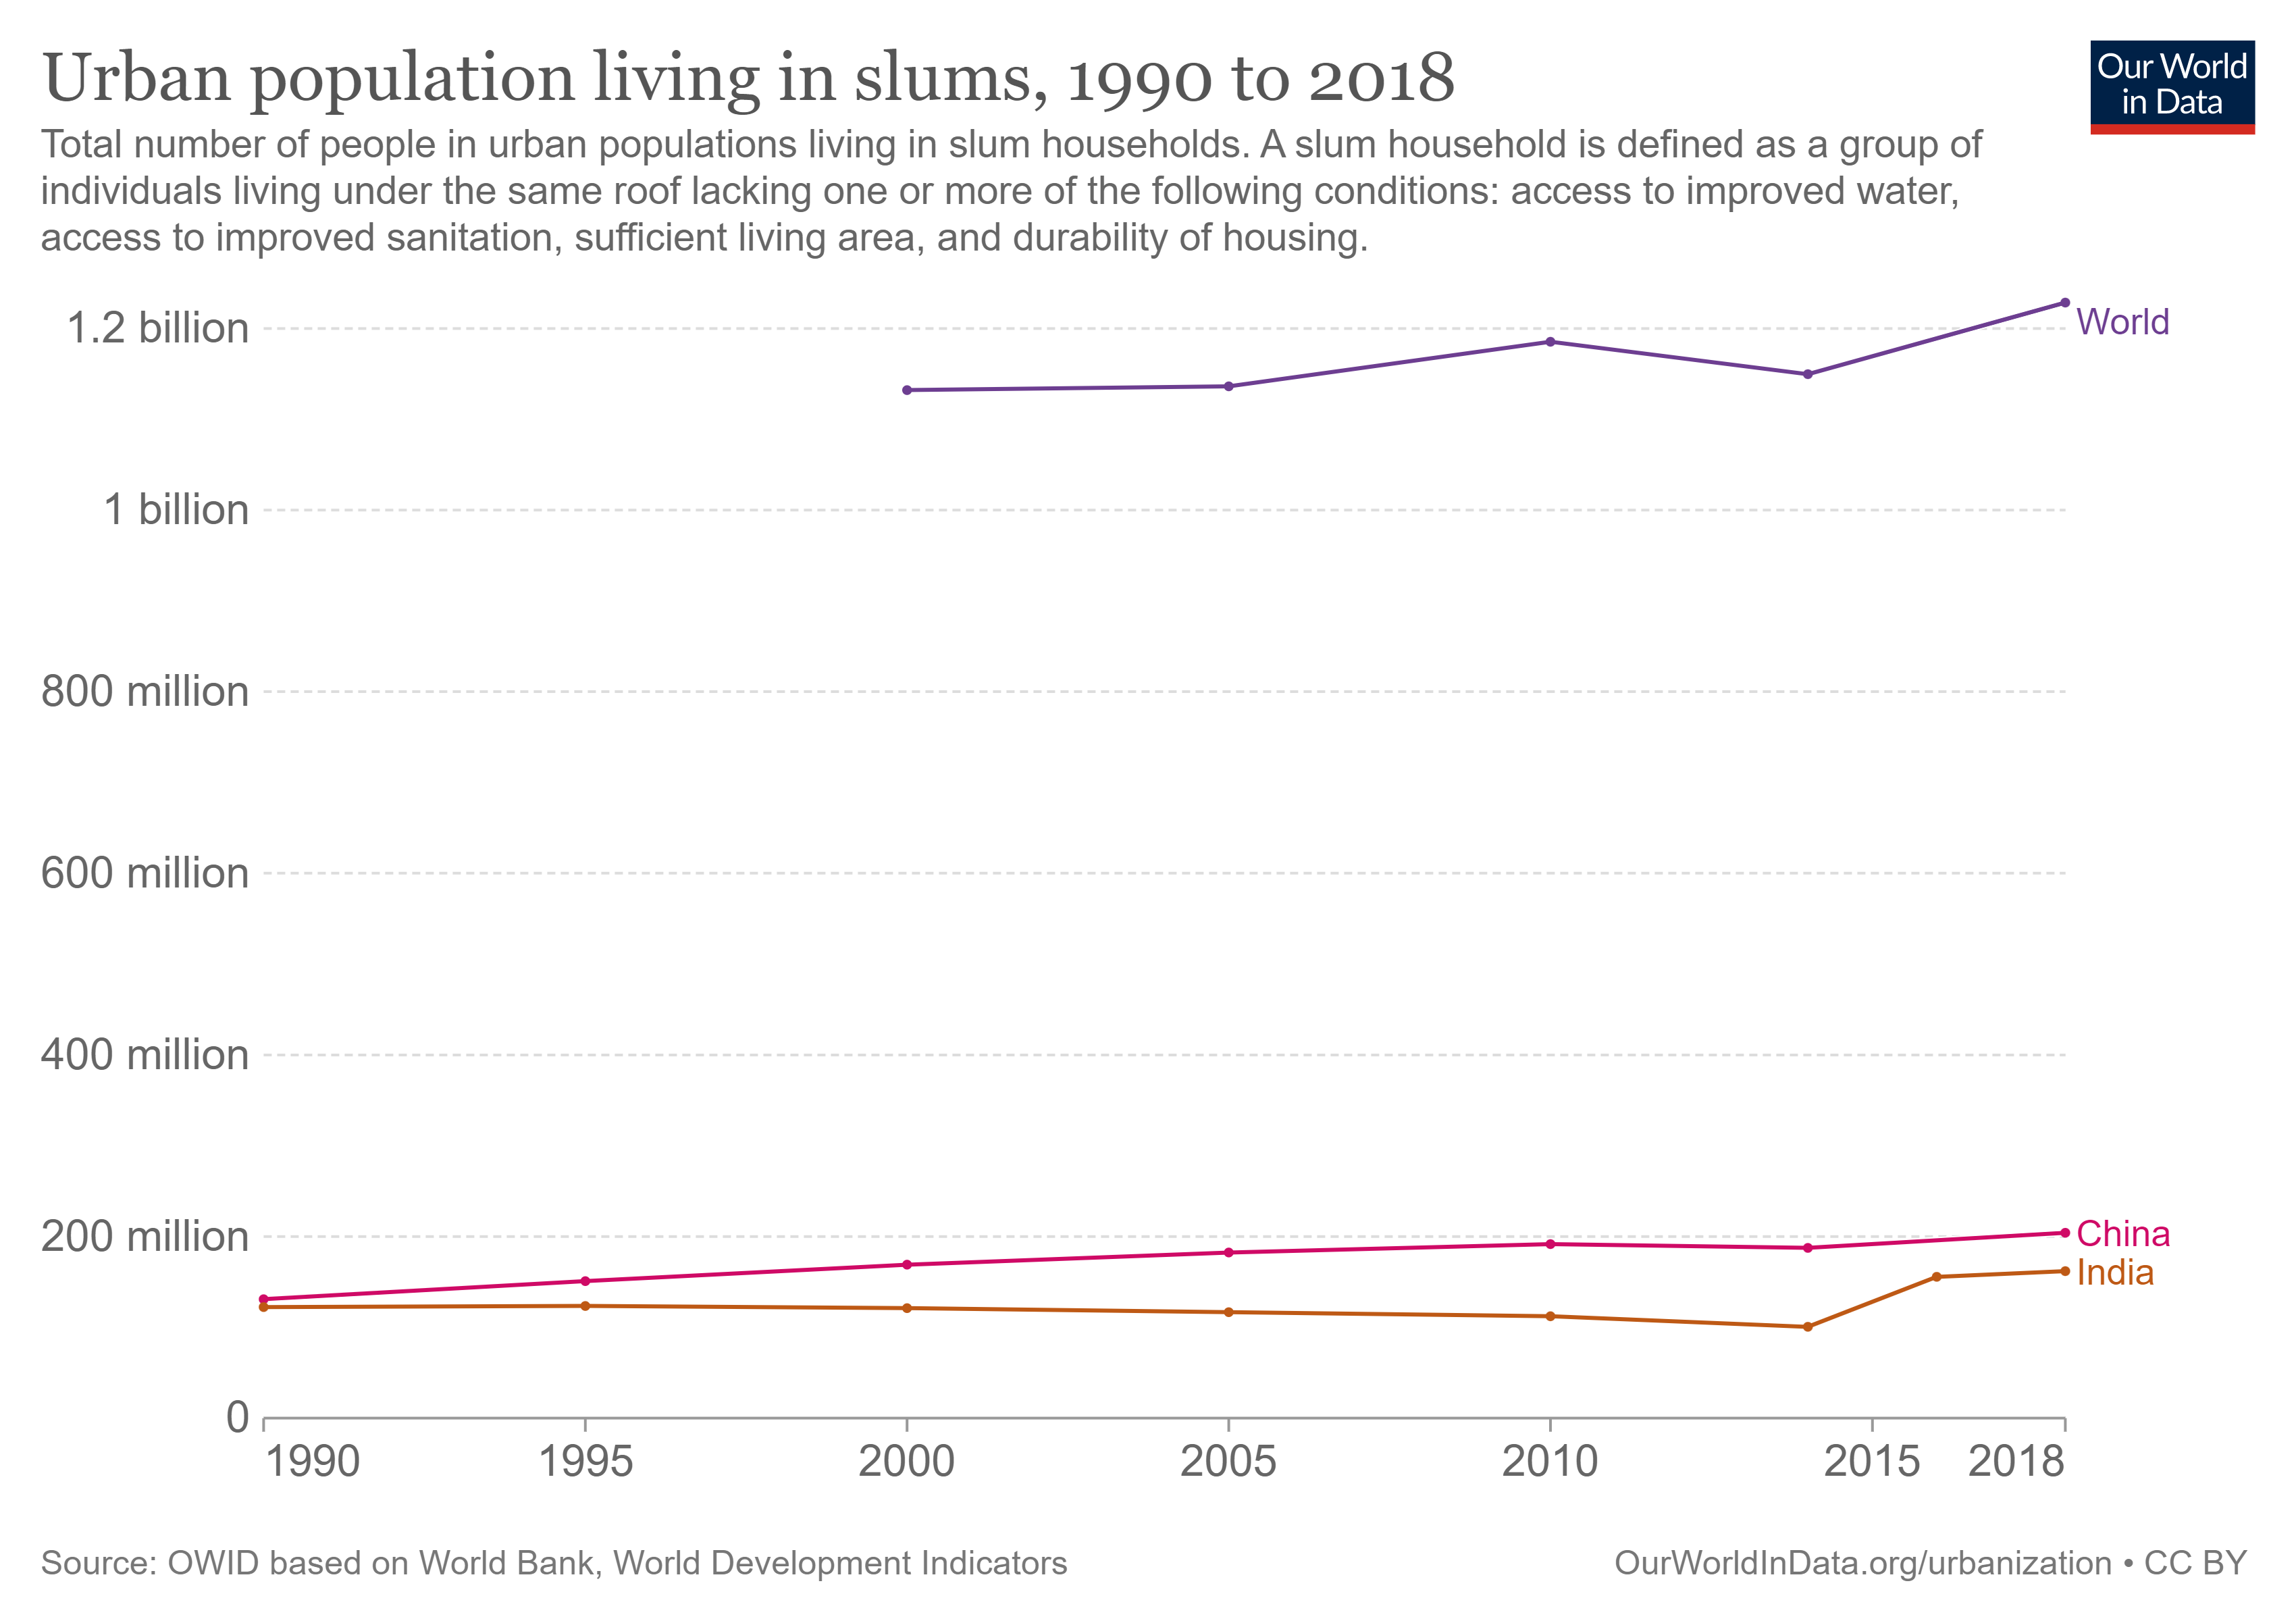 Urban population living in slums, 1990 to 2018
Our World
in Data
Total number of people in urban populations living in slum households. A slum household is defined as a group of
individuals living under the same roof lacking one or more of the following conditions: access to improved water,
access to improved sanitation, sufficient living area, and durability of housing.
1.2 billion
World
1 billion
800 million
600 million
400 million
200 million
China
India
0
1990 1995 2000 2005 2010 2015 2018
Source: OWID based on World Bank, World Development Indicators
OurWorldInData.org/urbanization • CC BY